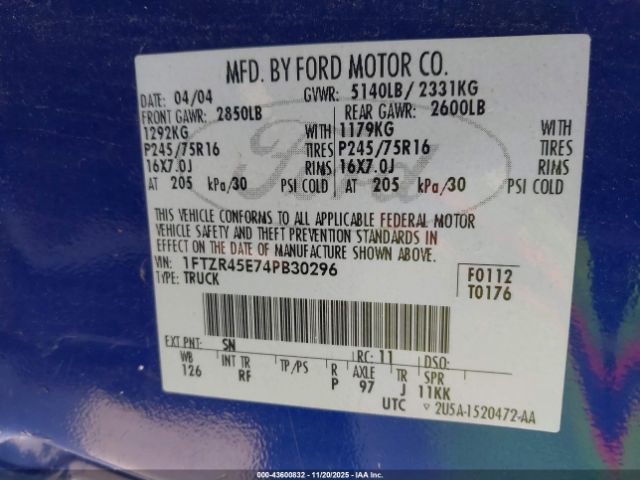 MFD. BY FORD MOTOR CO.
DATE: 04/04 GVWR: 5140LB/ 2331KG
FRONT GAWR: 2850LB REAR GAWR: 2600LB
1292KG WITH 1179KG WITH
P245/75R16 TIRES P245/75R16 TIRES
16X7.0J RIMS 16X7.0J RIMS
AT 205 kPa/30 PSI COLD AT 205 kPa/30 PSI COLD
THIS VEHICLE CONFORMS TO ALL APPLICABLE FEDERAL MOTOR
VEHICLE SAFETY AND THEFT PREVENTION STANDARDS IN
EFFECT ON THE DATE OF MANUFACTURE SHOWN ABOVE.
VIN: 1FTZR45E74PB30296 F0112
TYPE: TRUCK T0176
EXT PNT: SN RC: 11 DSO:
WB INT TR TP/PS R AXLE TR SPR
126 RF P 97 J 11KK
UTC ▽ 2U5A-1520472-AA
Ford
000-43600832 - 11/20/2025 - IAAI.COM